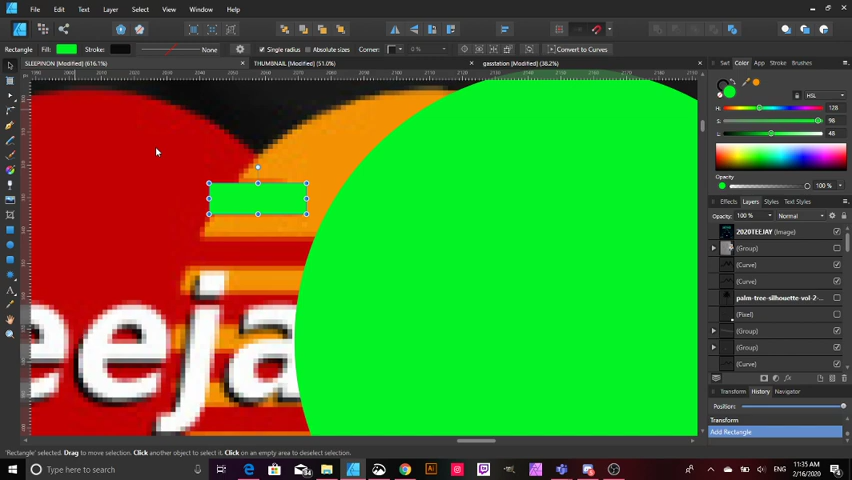 File Edit Text Layer Select View Window Help
Rectangle Fill: Stroke: None Single radius Absolute sizes Corner: 0 % Convert to Curves
SLEEPINON [Modified] (616.1%) × THUMBNAIL [Modified] (51.0%) × gasstation [Modified] (38.2%) ×
Swt Color App Stroke Brushes
HSL
H: 128
S: 98
L: 48
Opacity
100 %
Effects Layers Styles Text Styles
Opacity: 100 % Normal
2020TEEJAY (Image)
(Group)
(Curve)
(Curve)
palm-tree-silhouette-vol-2-...
(Pixel)
(Group)
(Group)
(Curve)
eeja
Transform History Navigator
Position:
Transform
Add Rectangle
'Rectangle' selected. Drag to move selection. Click another object to select it. Click on an empty area to deselect selection.
Type here to search
ENG
11:35 AM
2/16/2020